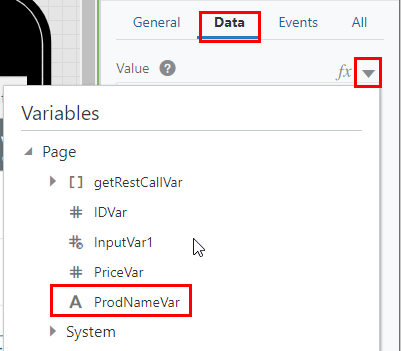 General Data Events All
Value ? fx
Variables
Page
[ ] getRestCallVar
# IDVar
InputVar1
# PriceVar
A ProdNameVar
System